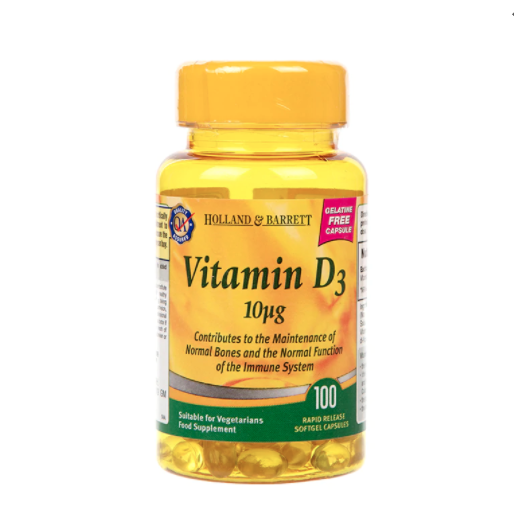 HOLLAND & BARRETT
GELATINE
FREE
CAPSULE
Vitamin D3
10µg
Contributes to the Maintenance of
Normal Bones and the Normal Function
of the Immune System
100
RAPID RELEASE
SOFTGEL CAPSULES
Suitable for Vegetarians
Food Supplement